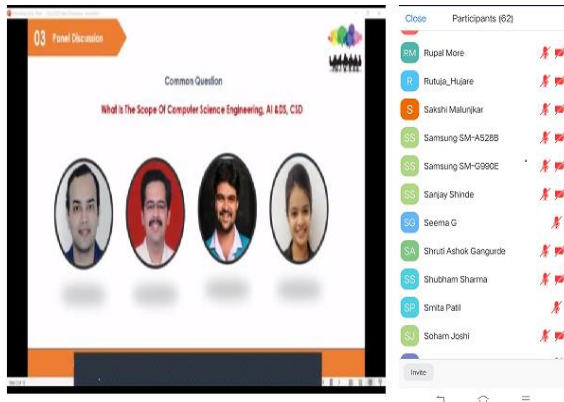 03 Panel Discussion
Common Question
What Is The Scope Of Computer Science Engineering, AI &DS, CSD
Close Participants (62)
RM Rupal More
R Rutuja_Hujare
S Sakshi Malunjkar
SS Samsung SM-A528B
SS Samsung SM-G990E
SS Sanjay Shinde
SG Seema G
SA Shruti Ashok Gangurde
SS Shubham Sharma
SP Smita Patil
SJ Soham Joshi
Invite